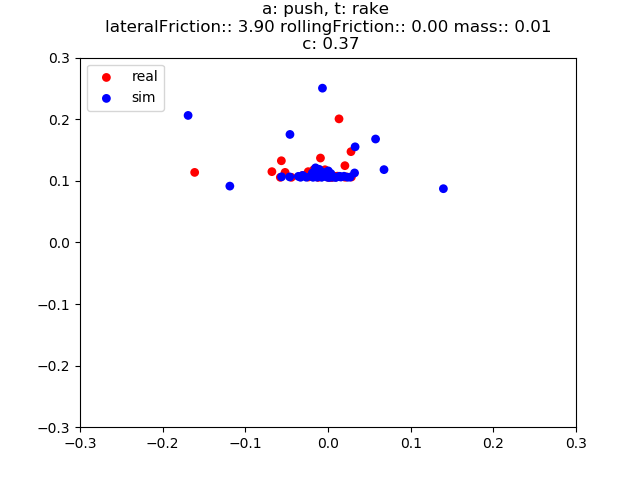 a: push, t: rake
lateralFriction:: 3.90 rollingFriction:: 0.00 mass:: 0.01
c: 0.37
real
sim
0.3
0.2
0.1
0.0
−0.1
−0.2
−0.3
−0.3
−0.2
−0.1
0.0
0.1
0.2
0.3